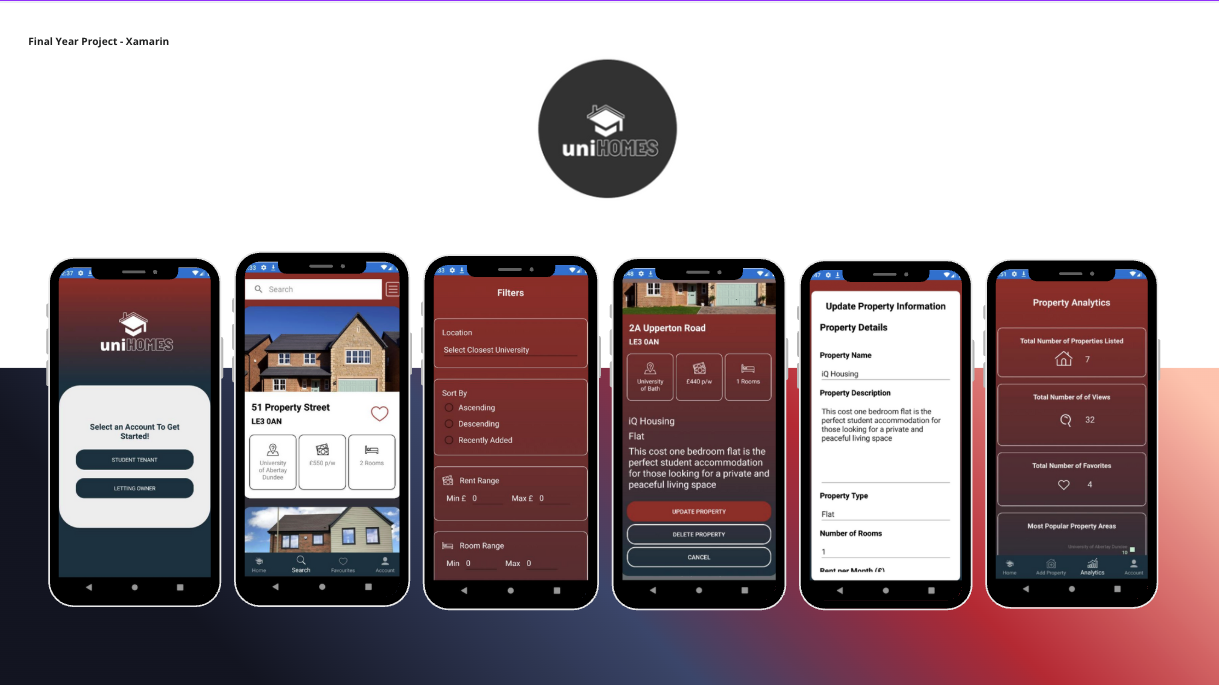 Final Year Project - Xamarin
uniHOMES
uniHOMES
Select an Account To Get
Started!
STUDENT TENANT
LETTING OWNER
:33
Search
51 Property Street
LE3 0AN
University
of Abertay
Dundee
£550 p/w
2 Rooms
Home
Search
Favourites
Account
Filters
Location
Select Closest University
Sort By
Ascending
Descending
Recently Added
Rent Range
Min £ 0
Max £ 0
Room Range
Min 0
Max 0
2A Upperton Road
LE3 0AN
University
of Bath
£440 p/w
1 Rooms
iQ Housing
Flat
This cost one bedroom flat is the
perfect student accommodation
for those looking for a private and
peaceful living space
UPDATE PROPERTY
DELETE PROPERTY
CANCEL
Update Property Information
Property Details
Property Name
iQ Housing
Property Description
This cost one bedroom flat is the
perfect student accommodation for
those looking for a private and
peaceful living space
Property Type
Flat
Number of Rooms
1
Rent per Month (£)
Property Analytics
Total Number of Properties Listed
7
Total Number of of Views
32
Total Number of Favorites
4
Most Popular Property Areas
University of Abertay Dundee
10
Home
Add Property
Analytics
Account